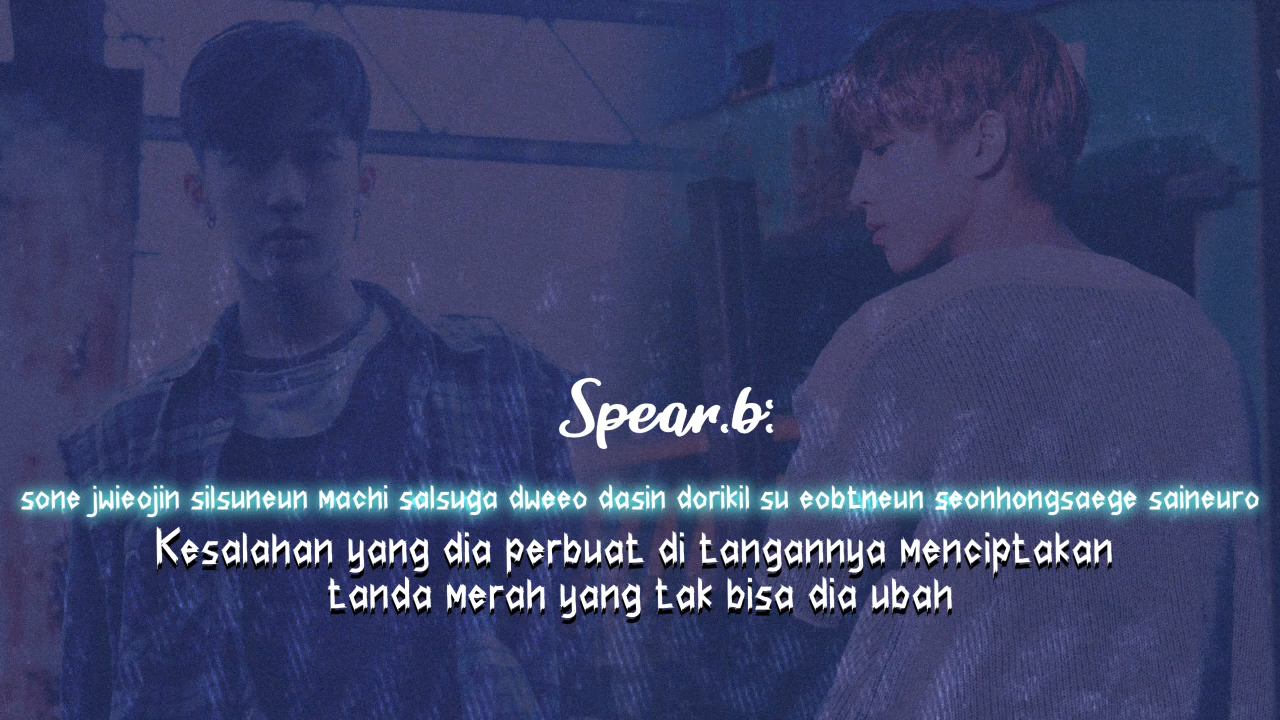 Spear.b:
sone jwieojin silsuneun machi salsuga dweeo dasin dorikil su eobtneun seonhongsaege saineuro
Kesalahan yang dia perbuat di tangannya menciptakan
tanda merah yang tak bisa dia ubah